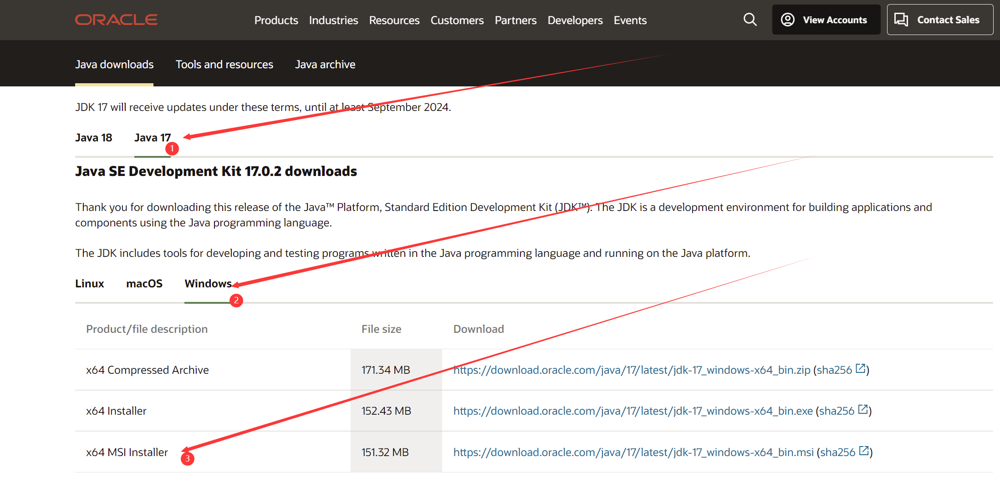 ORACLE
Products Industries Resources Customers Partners Developers Events
View Accounts
Contact Sales
Java downloads Tools and resources Java archive
JDK 17 will receive updates under these terms, until at least September 2024.
Java 18 Java 17
1
Java SE Development Kit 17.0.2 downloads
Thank you for downloading this release of the Java™ Platform, Standard Edition Development Kit (JDK™). The JDK is a development environment for building applications and
components using the Java programming language.
The JDK includes tools for developing and testing programs written in the Java programming language and running on the Java platform.
Linux macOS Windows
2
Product/file description File size Download
x64 Compressed Archive 171.34 MB https://download.oracle.com/java/17/latest/jdk-17_windows-x64_bin.zip (sha256)
x64 Installer 152.43 MB https://download.oracle.com/java/17/latest/jdk-17_windows-x64_bin.exe (sha256)
x64 MSI Installer 151.32 MB https://download.oracle.com/java/17/latest/jdk-17_windows-x64_bin.msi (sha256)
3